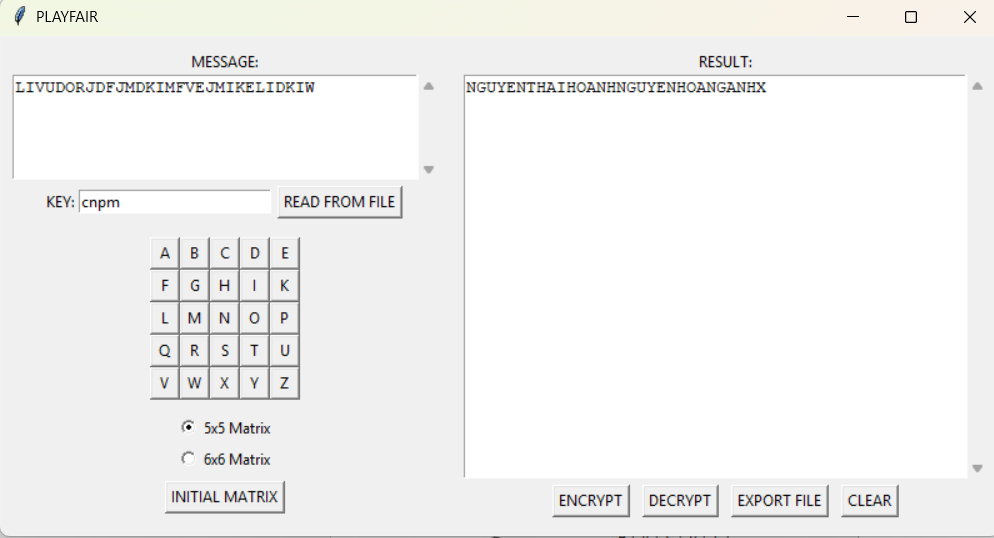 PLAYFAIR
MESSAGE:
LIVUDORJDFJMDKIMFVEJMIKELIDKIW
KEY: cnpm READ FROM FILE
A B C D E
F G H I K
L M N O P
Q R S T U
V W X Y Z
5x5 Matrix
6x6 Matrix
INITIAL MATRIX
RESULT:
NGUYENTHAIHOANHNGUYENHOANGANHX
ENCRYPT DECRYPT EXPORT FILE CLEAR